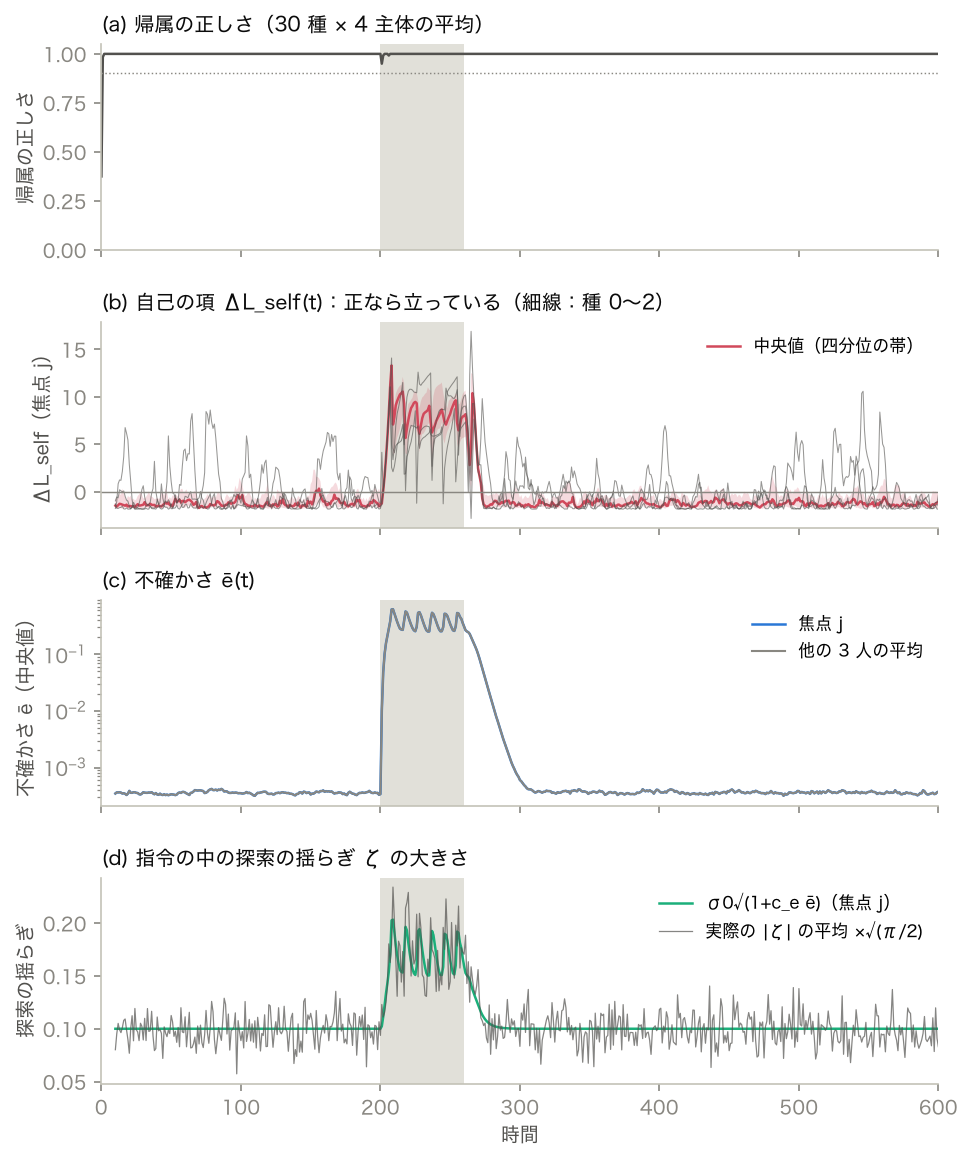 (a) 帰属の正しさ（30 種 × 4 主体の平均）
帰属の正しさ
1.00
0.75
0.50
0.25
0.00
(b) 自己の項 ΔL_self(t)：正なら立っている（細線：種 0〜2）
ΔL_self（焦点 j）
15
10
5
0
中央値（四分位の帯）
(c) 不確かさ ē(t)
不確かさ ē（中央値）
10⁻¹
10⁻²
10⁻³
焦点 j
他の 3 人の平均
(d) 指令の中の探索の揺らぎ ζ の大きさ
探索の揺らぎ
0.20
0.15
0.10
0.05
σ0√(1+c_e ē)（焦点 j）
実際の |ζ| の平均 ×√(π/2)
0 100 200 300 400 500 600
時間